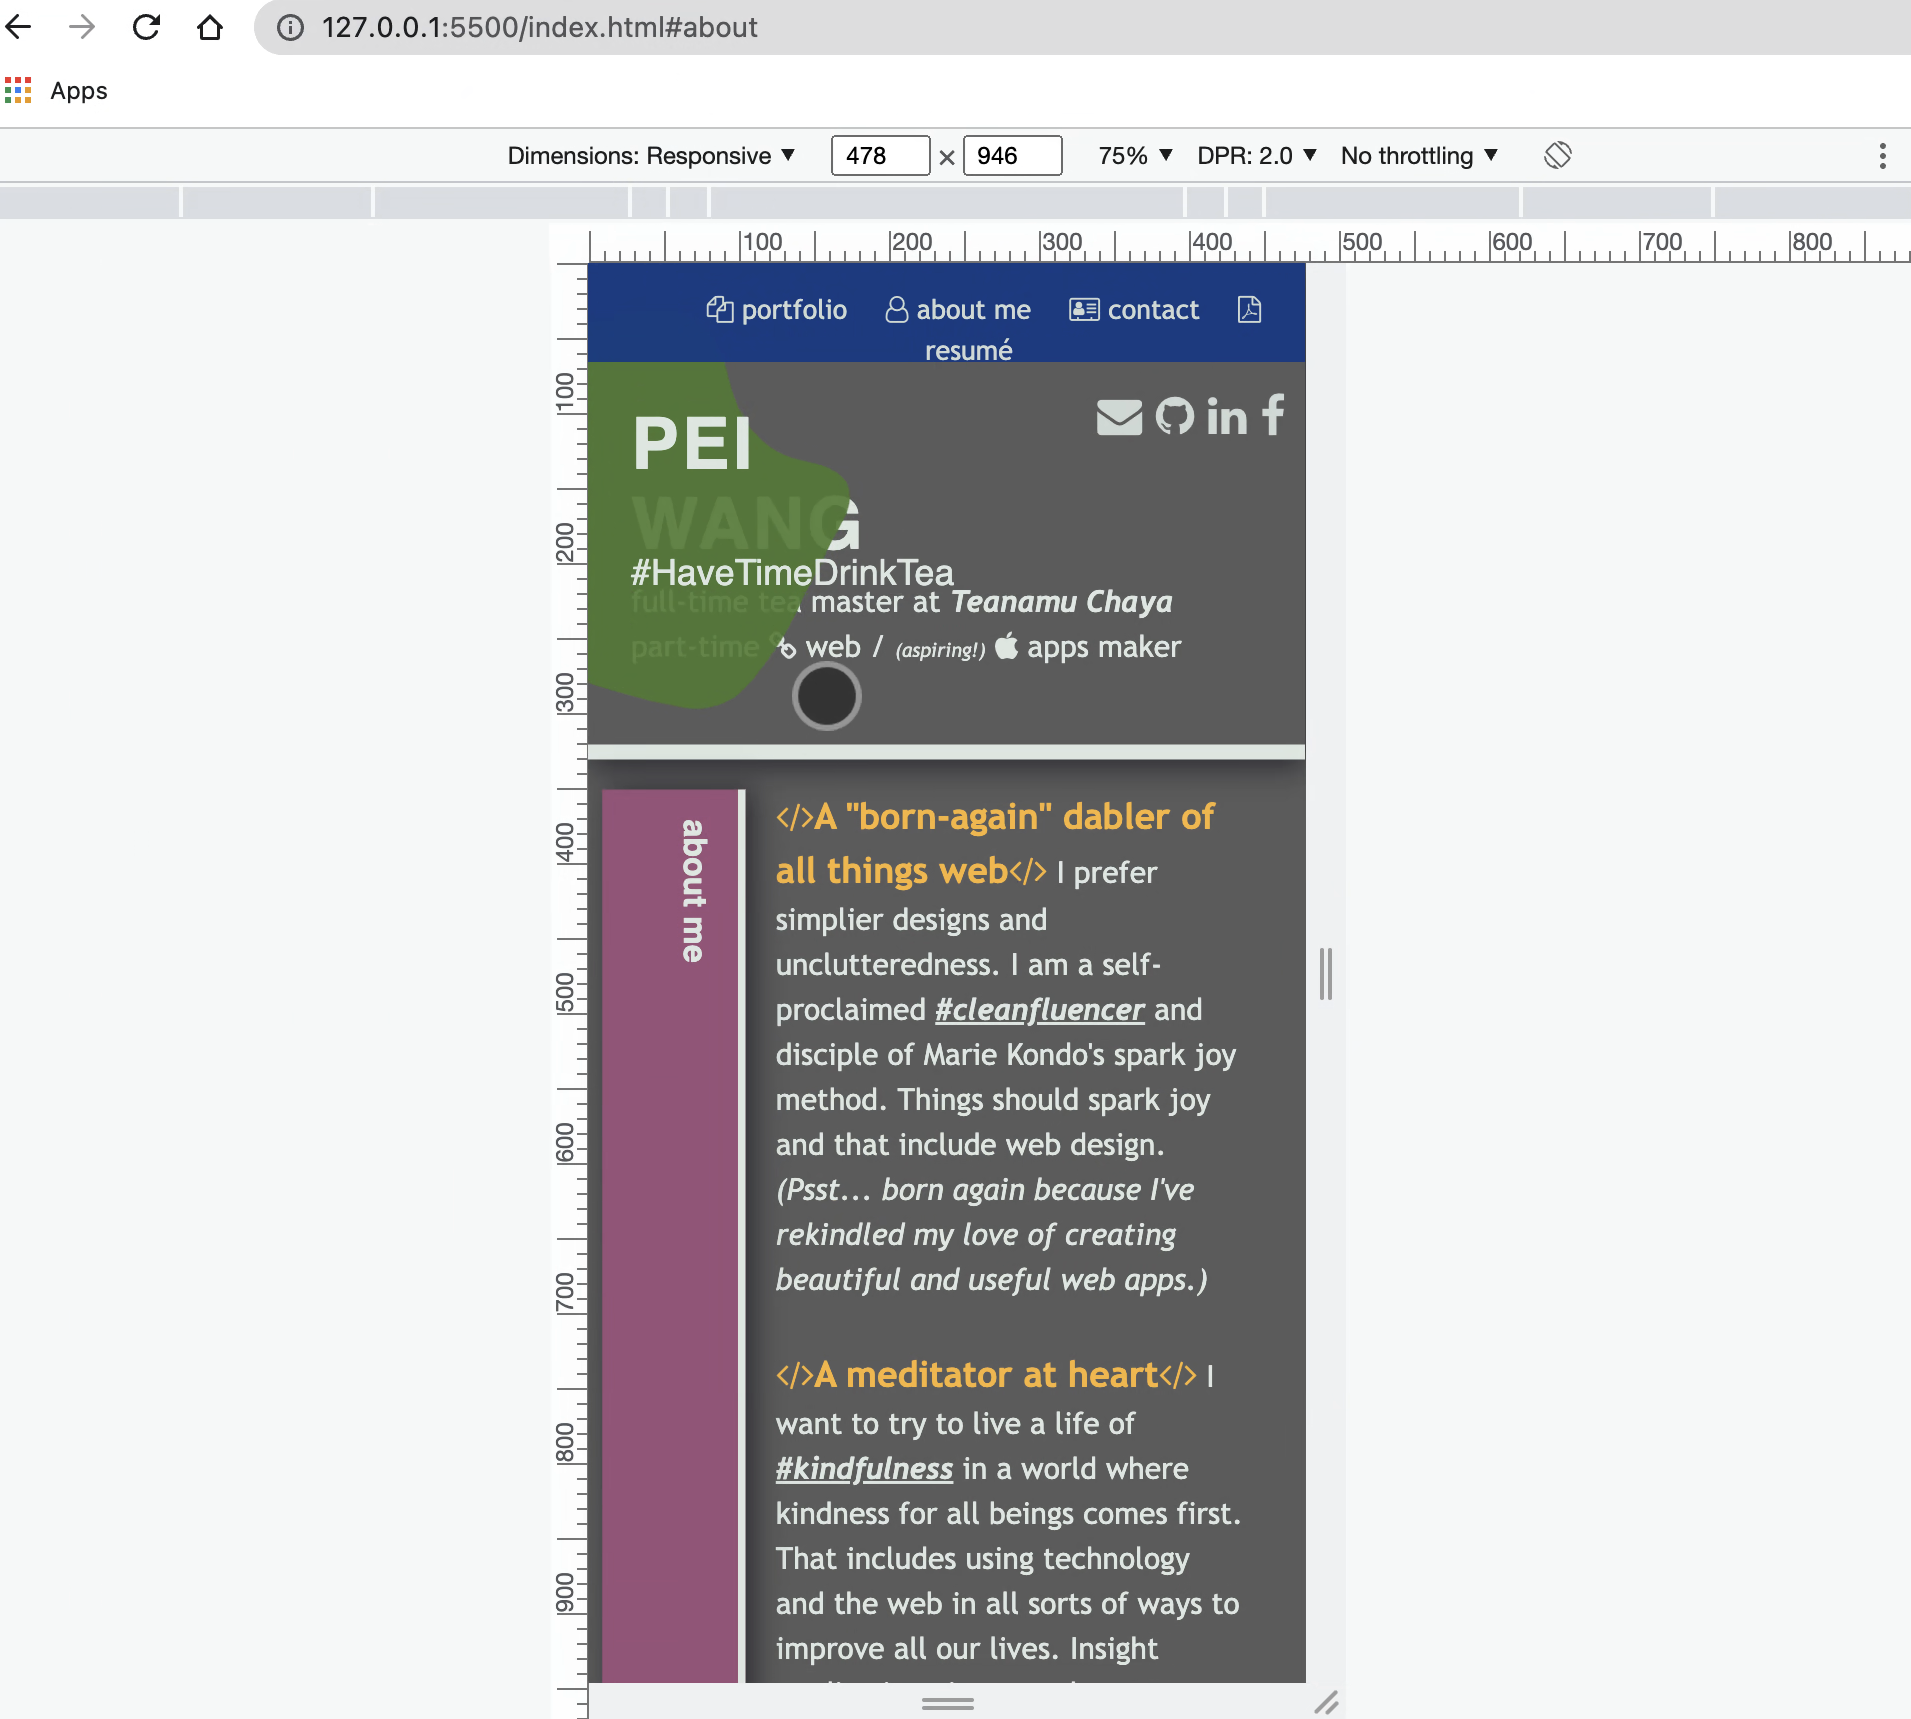 127.0.0.1:5500/index.html#about
Apps
Dimensions: Responsive ▼ 478 × 946 75% ▼ DPR: 2.0 ▼ No throttling ▼
100 200 300 400 500 600 700 800
portfolio about me contact
resumé
PEI
WANG
#HaveTimeDrinkTea
full-time tea master at Teanamu Chaya
part-time web / (aspiring!) apps maker
100
200
300
400
500
600
700
800
900
about me
</>A "born-again" dabler of
all things web</> I prefer
simplier designs and
unclutteredness. I am a self-
proclaimed #cleanfluencer and
disciple of Marie Kondo's spark joy
method. Things should spark joy
and that include web design.
(Psst... born again because I've
rekindled my love of creating
beautiful and useful web apps.)
</>A meditator at heart</> I
want to try to live a life of
#kindfulness in a world where
kindness for all beings comes first.
That includes using technology
and the web in all sorts of ways to
improve all our lives. Insight